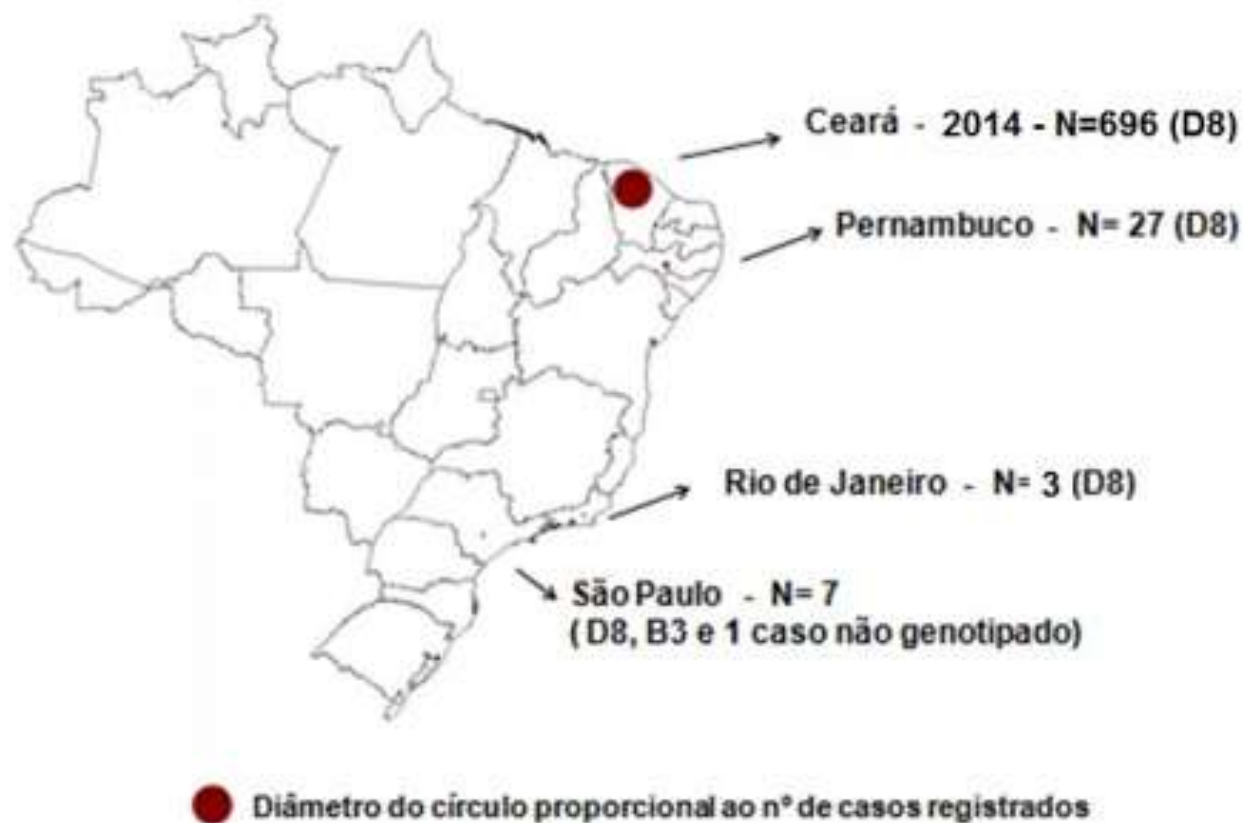 Ceará - 2014 - N=696 (D8)
Pernambuco - N= 27 (D8)
Rio de Janeiro - N= 3 (D8)
São Paulo - N= 7
( D8, B3 e 1 caso não genotipado)
Diâmetro do círculo proporcional ao nº de casos registrados